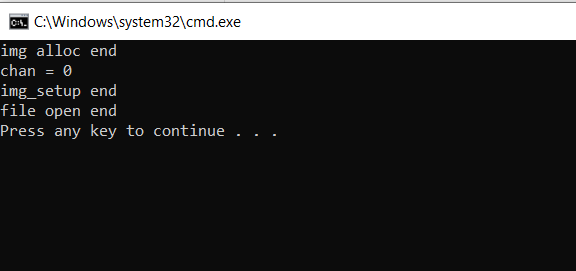 C:\Windows\system32\cmd.exe
img alloc end
chan = 0
img_setup end
file open end
Press any key to continue . . .